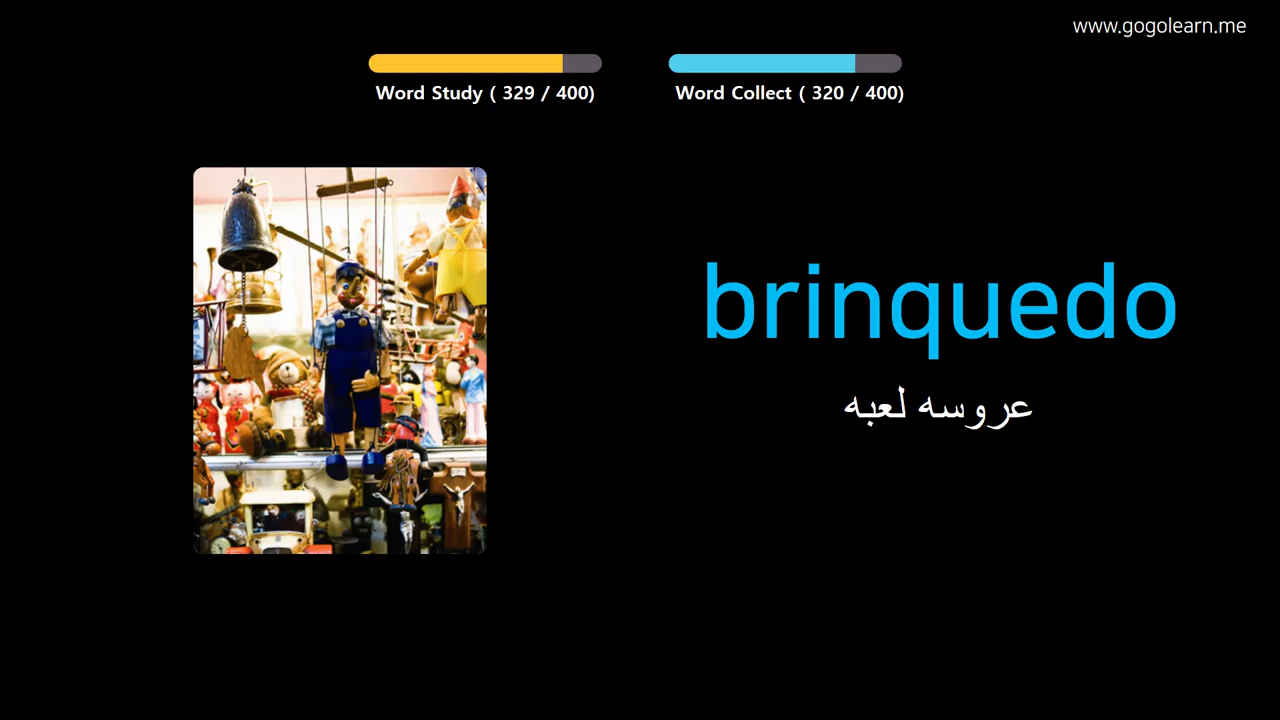 www.gogolearn.me
Word Study ( 329 / 400)
Word Collect ( 320 / 400)
brinquedo
عروسه لعبه